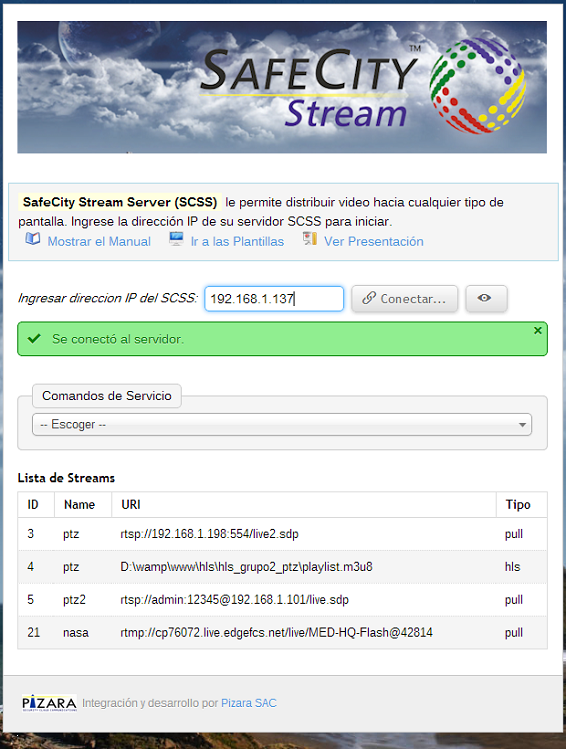 SAFECITY™
Stream
SafeCity Stream Server (SCSS) le permite distribuir video hacia cualquier tipo de
pantalla. Ingrese la dirección IP de su servidor SCSS para iniciar.
Mostrar el Manual Ir a las Plantillas Ver Presentación
Ingresar direccion IP del SCSS: 192.168.1.137 Conectar...
Se conectó al servidor. ×
Comandos de Servicio
-- Escoger --
Lista de Streams
ID Name URI Tipo
3 ptz rtsp://192.168.1.198:554/live2.sdp pull
4 ptz D:\wamp\www\hls\hls_grupo2_ptz\playlist.m3u8 hls
5 ptz2 rtsp://admin:12345@192.168.1.101/live.sdp pull
21 nasa rtmp://cp76072.live.edgefcs.net/live/MED-HQ-Flash@42814 pull
PIZARA Integración y desarrollo por Pizara SAC